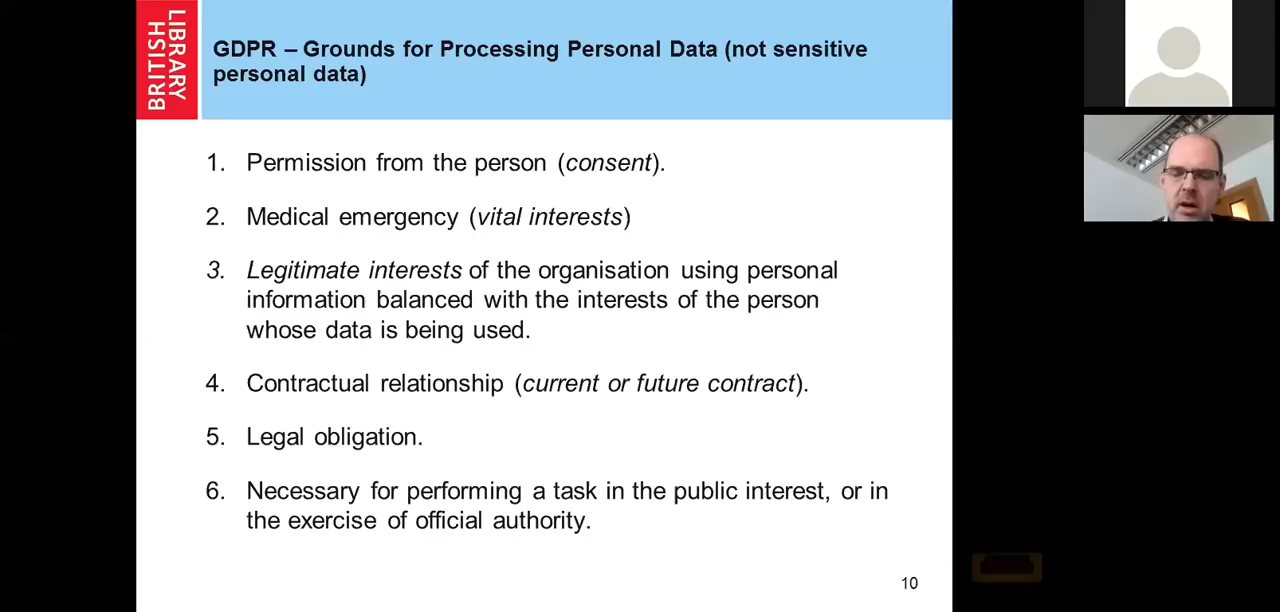 BRITISH
LIBRARY
GDPR – Grounds for Processing Personal Data (not sensitive
personal data)
1. Permission from the person (consent).
2. Medical emergency (vital interests)
3. Legitimate interests of the organisation using personal
information balanced with the interests of the person
whose data is being used.
4. Contractual relationship (current or future contract).
5. Legal obligation.
6. Necessary for performing a task in the public interest, or in
the exercise of official authority.
10